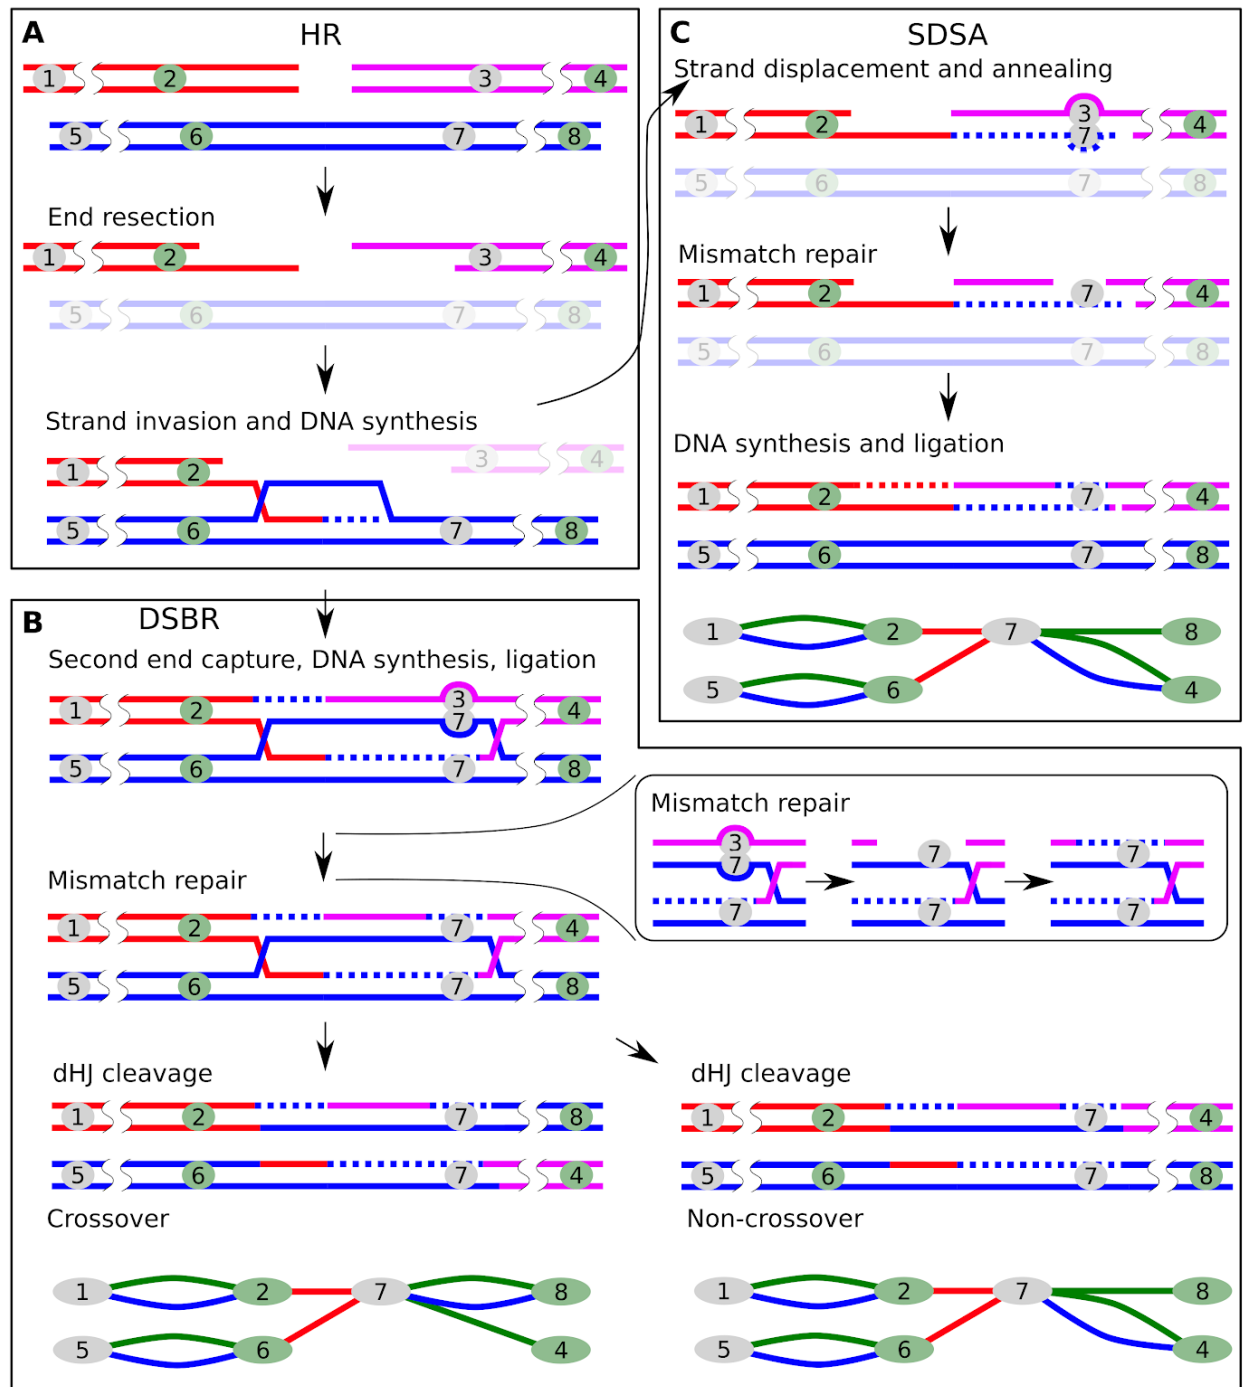 A
HR
1 2 3 4
5 6 7 8
End resection
1 2 3 4
5 6 7 8
Strand invasion and DNA synthesis
3 4
1 2
5 6 7 8
B
DSBR
Second end capture, DNA synthesis, ligation
1 2 3 4
7
5 6 7 8
Mismatch repair
1 2 7 4
5 6 7 8
Mismatch repair
3
7 7 7
7 7 7
dHJ cleavage
1 2 7 8
5 6 7 4
Crossover
1 2 7 8
5 6 4
dHJ cleavage
1 2 7 4
5 6 7 8
Non-crossover
1 2 7 8
5 6 4
C
SDSA
Strand displacement and annealing
1 2 3 4
7
5 6 7 8
Mismatch repair
1 2 7 4
5 6 7 8
DNA synthesis and ligation
1 2 7 4
5 6 7 8
1 2 7 8
5 6 4